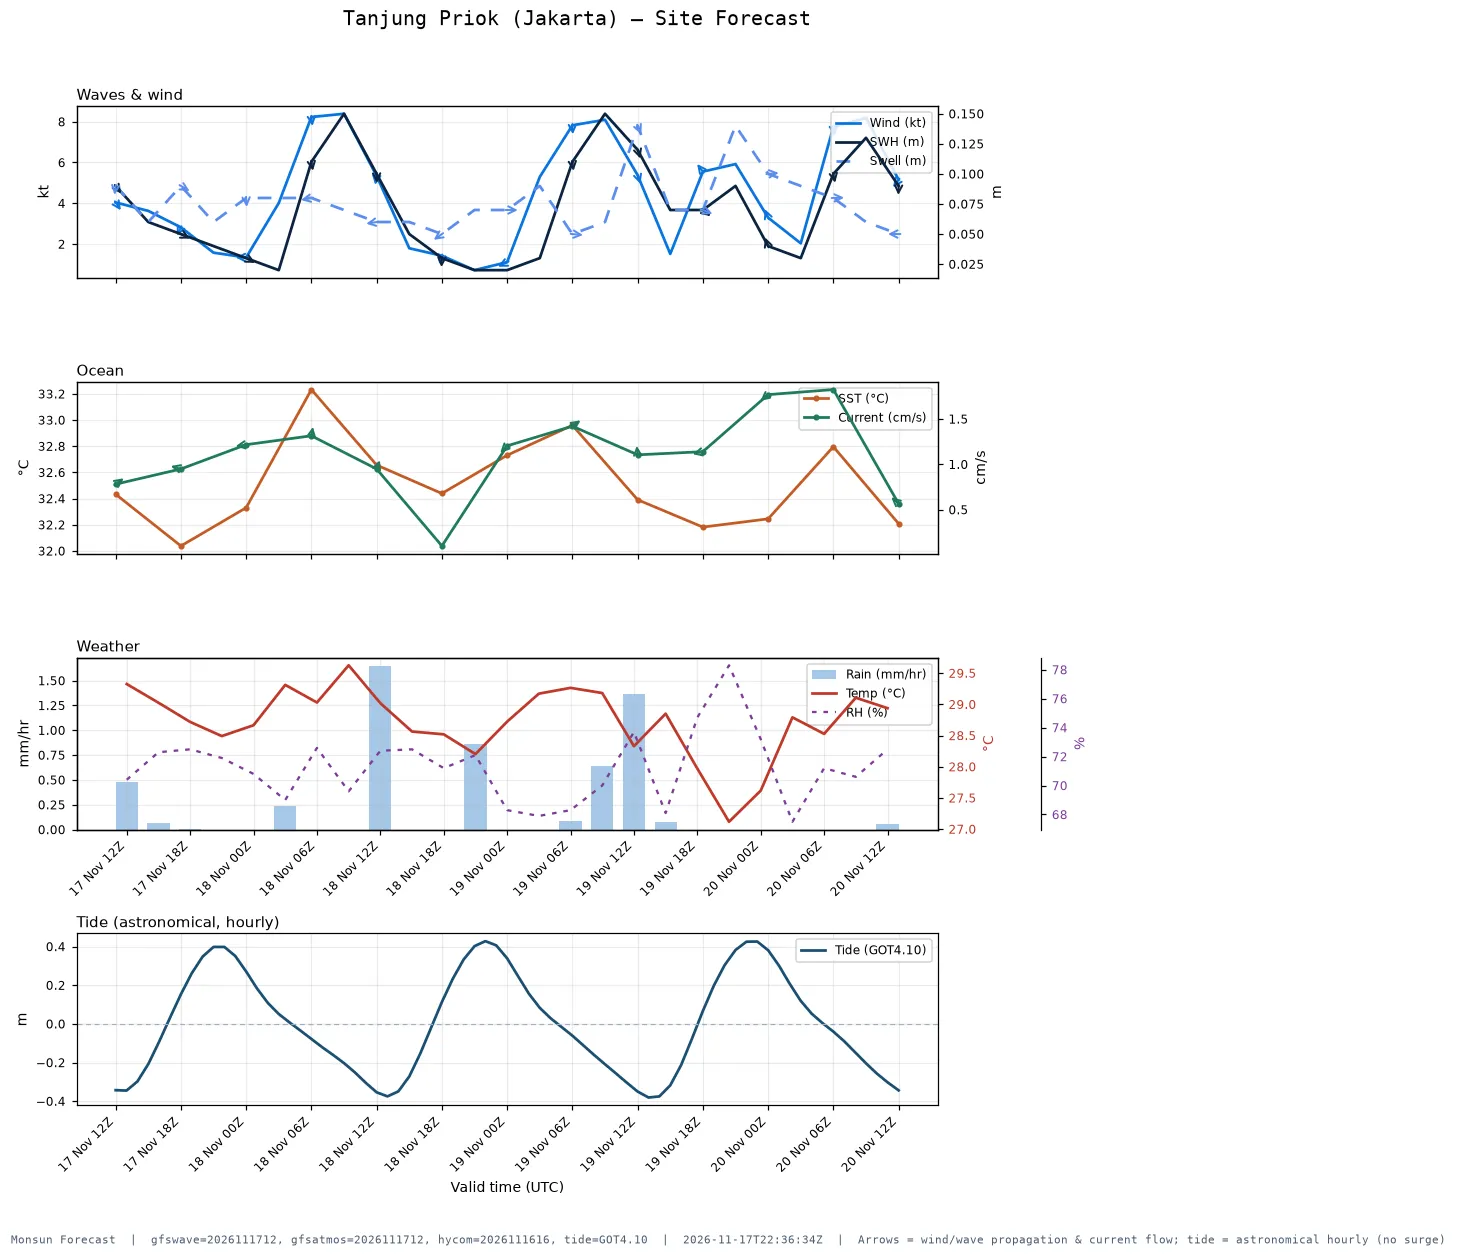 Tanjung Priok (Jakarta) — Site Forecast
Waves & wind
8
6
4
2
kt
0.150
0.125
0.100
0.075
0.050
0.025
m
Wind (kt)
SWH (m)
Swell (m)
Ocean
33.2
33.0
32.8
32.6
32.4
32.2
32.0
°C
1.5
1.0
0.5
cm/s
SST (°C)
Current (cm/s)
Weather
1.50
1.25
1.00
0.75
0.50
0.25
0.00
mm/hr
29.5
29.0
28.5
28.0
27.5
27.0
°C
78
76
74
72
70
68
%
Rain (mm/hr)
Temp (°C)
RH (%)
17 Nov 12Z
17 Nov 18Z
18 Nov 00Z
18 Nov 06Z
18 Nov 12Z
18 Nov 18Z
19 Nov 00Z
19 Nov 06Z
19 Nov 12Z
19 Nov 18Z
20 Nov 00Z
20 Nov 06Z
20 Nov 12Z
Tide (astronomical, hourly)
0.4
0.2
0.0
−0.2
−0.4
m
Tide (GOT4.10)
17 Nov 12Z
17 Nov 18Z
18 Nov 00Z
18 Nov 06Z
18 Nov 12Z
18 Nov 18Z
19 Nov 00Z
19 Nov 06Z
19 Nov 12Z
19 Nov 18Z
20 Nov 00Z
20 Nov 06Z
20 Nov 12Z
Valid time (UTC)
Monsun Forecast | gfswave=2026111712, gfsatmos=2026111712, hycom=2026111616, tide=GOT4.10 | 2026-11-17T22:36:34Z | Arrows = wind/wave propagation & current flow; tide = astronomical hourly (no surge)